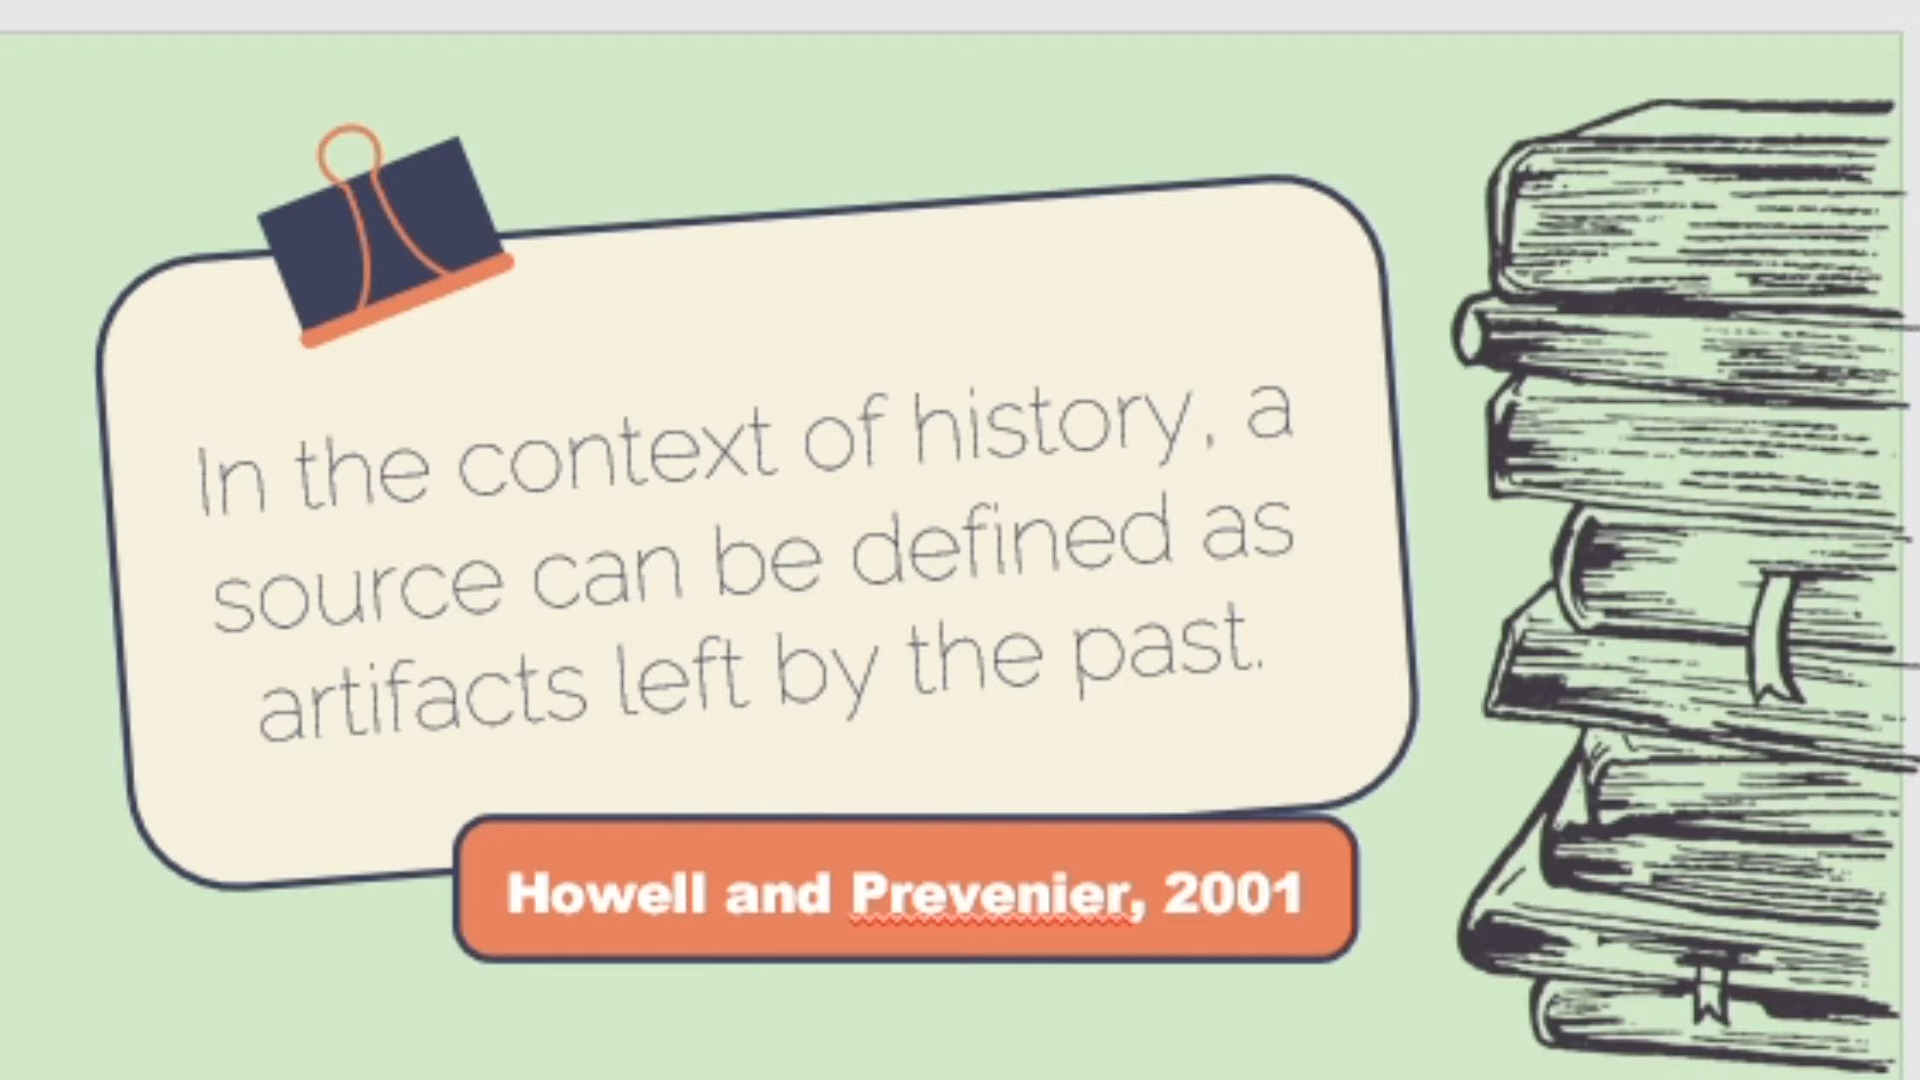 In the context of history, a
source can be defined as
artifacts left by the past.
Howell and Prevenier, 2001